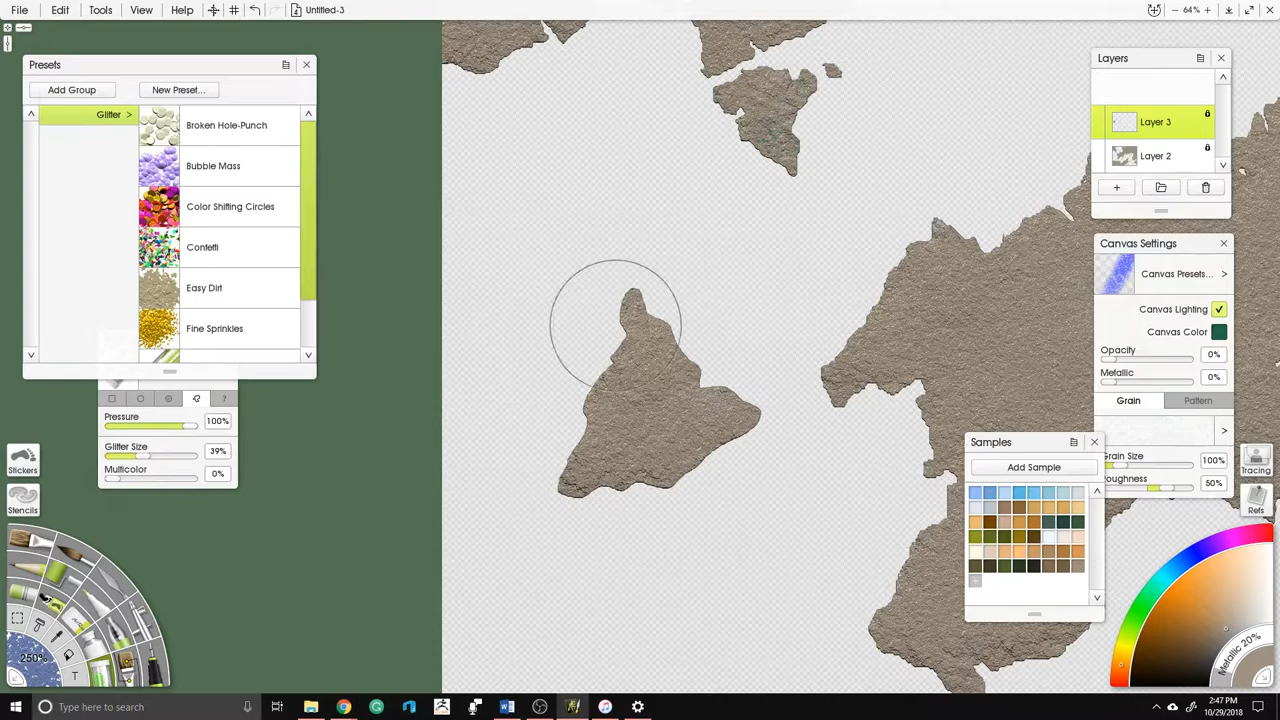 File Edit Tools View Help Untitled-3 64%
Presets
Add Group New Preset...
Glitter >
Broken Hole-Punch
Bubble Mass
Color Shifting Circles
Confetti
Easy Dirt
Fine Sprinkles
Pressure 100%
Glitter Size 39%
Multicolor 0%
Stickers
Stencils
250%
T
Layers
Layer 3
Layer 2
Canvas Settings
Canvas Presets...
Canvas Lighting
Canvas Color
Opacity 0%
Metallic 0%
Grain Pattern
Grain Size 100%
Roughness 50%
Samples
Add Sample
Tracing
Refs
Metallic 20%
Type here to search
2:47 PM
10/29/2018